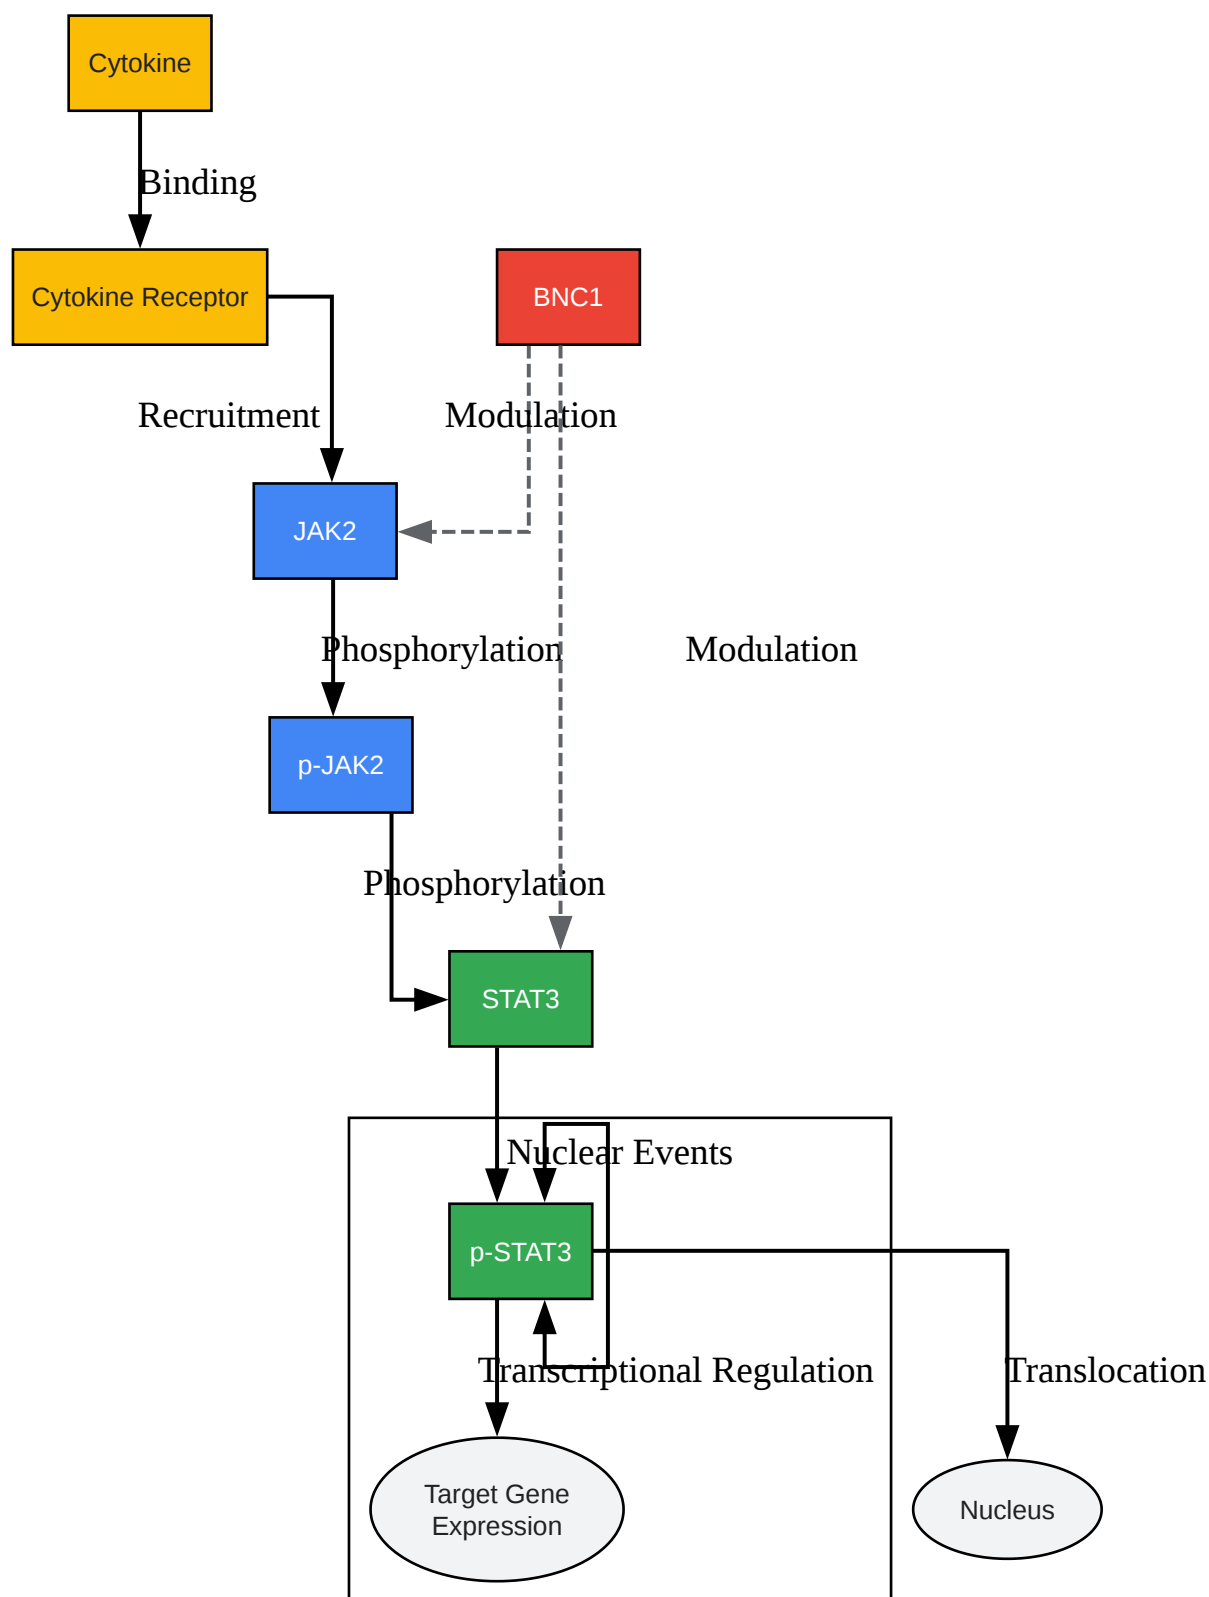 Cytokine
Binding
Cytokine Receptor
BNC1
Recruitment
Modulation
JAK2
Phosphorylation
Modulation
p-JAK2
Phosphorylation
STAT3
Nuclear Events
p-STAT3
Transcriptional Regulation
Translocation
Target Gene
Expression
Nucleus